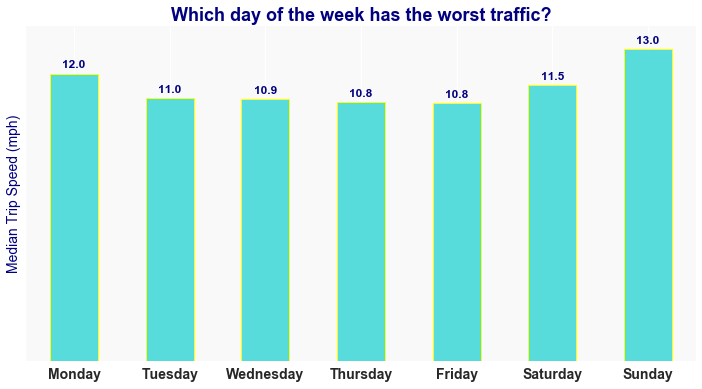 Which day of the week has the worst traffic?
Median Trip Speed (mph)
12.0
11.0
10.9
10.8
10.8
11.5
13.0
Monday
Tuesday
Wednesday
Thursday
Friday
Saturday
Sunday